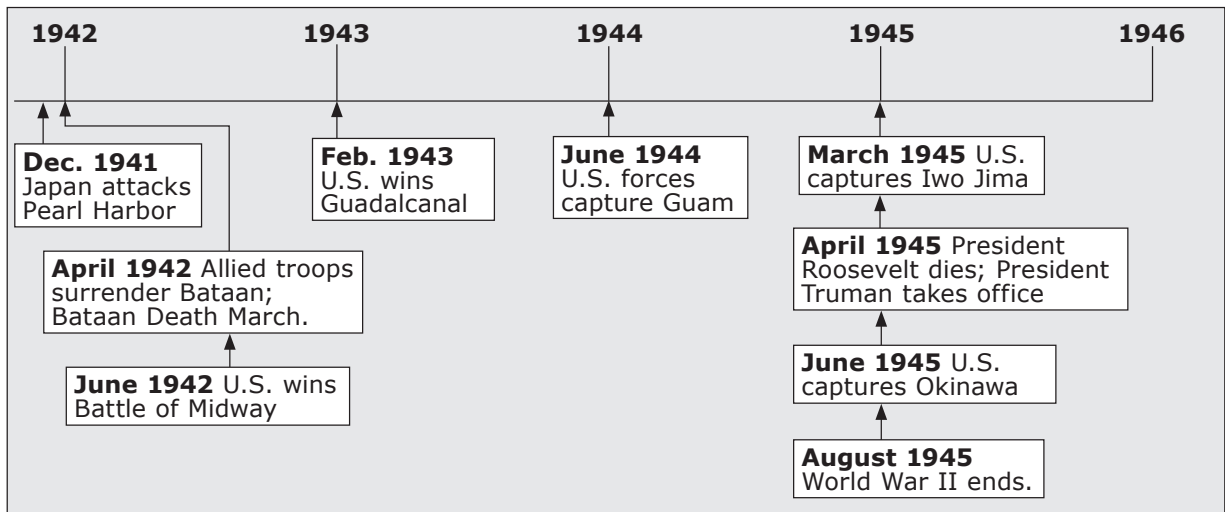 1942
1943
1944
1945
1946
Dec. 1941
Japan attacks
Pearl Harbor
April 1942 Allied troops
surrender Bataan;
Bataan Death March.
June 1942 U.S. wins
Battle of Midway
Feb. 1943
U.S. wins
Guadalcanal
June 1944
U.S. forces
capture Guam
March 1945 U.S.
captures Iwo Jima
April 1945 President
Roosevelt dies; President
Truman takes office
June 1945 U.S.
captures Okinawa
August 1945
World War II ends.